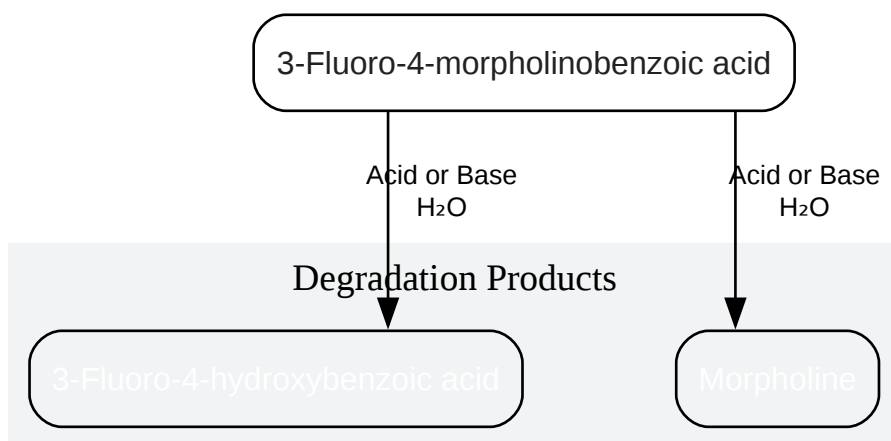 3-Fluoro-4-morpholinobenzoic acid
Acid or Base
H₂O
Acid or Base
H₂O
Degradation Products
3-Fluoro-4-hydroxybenzoic acid
Morpholine